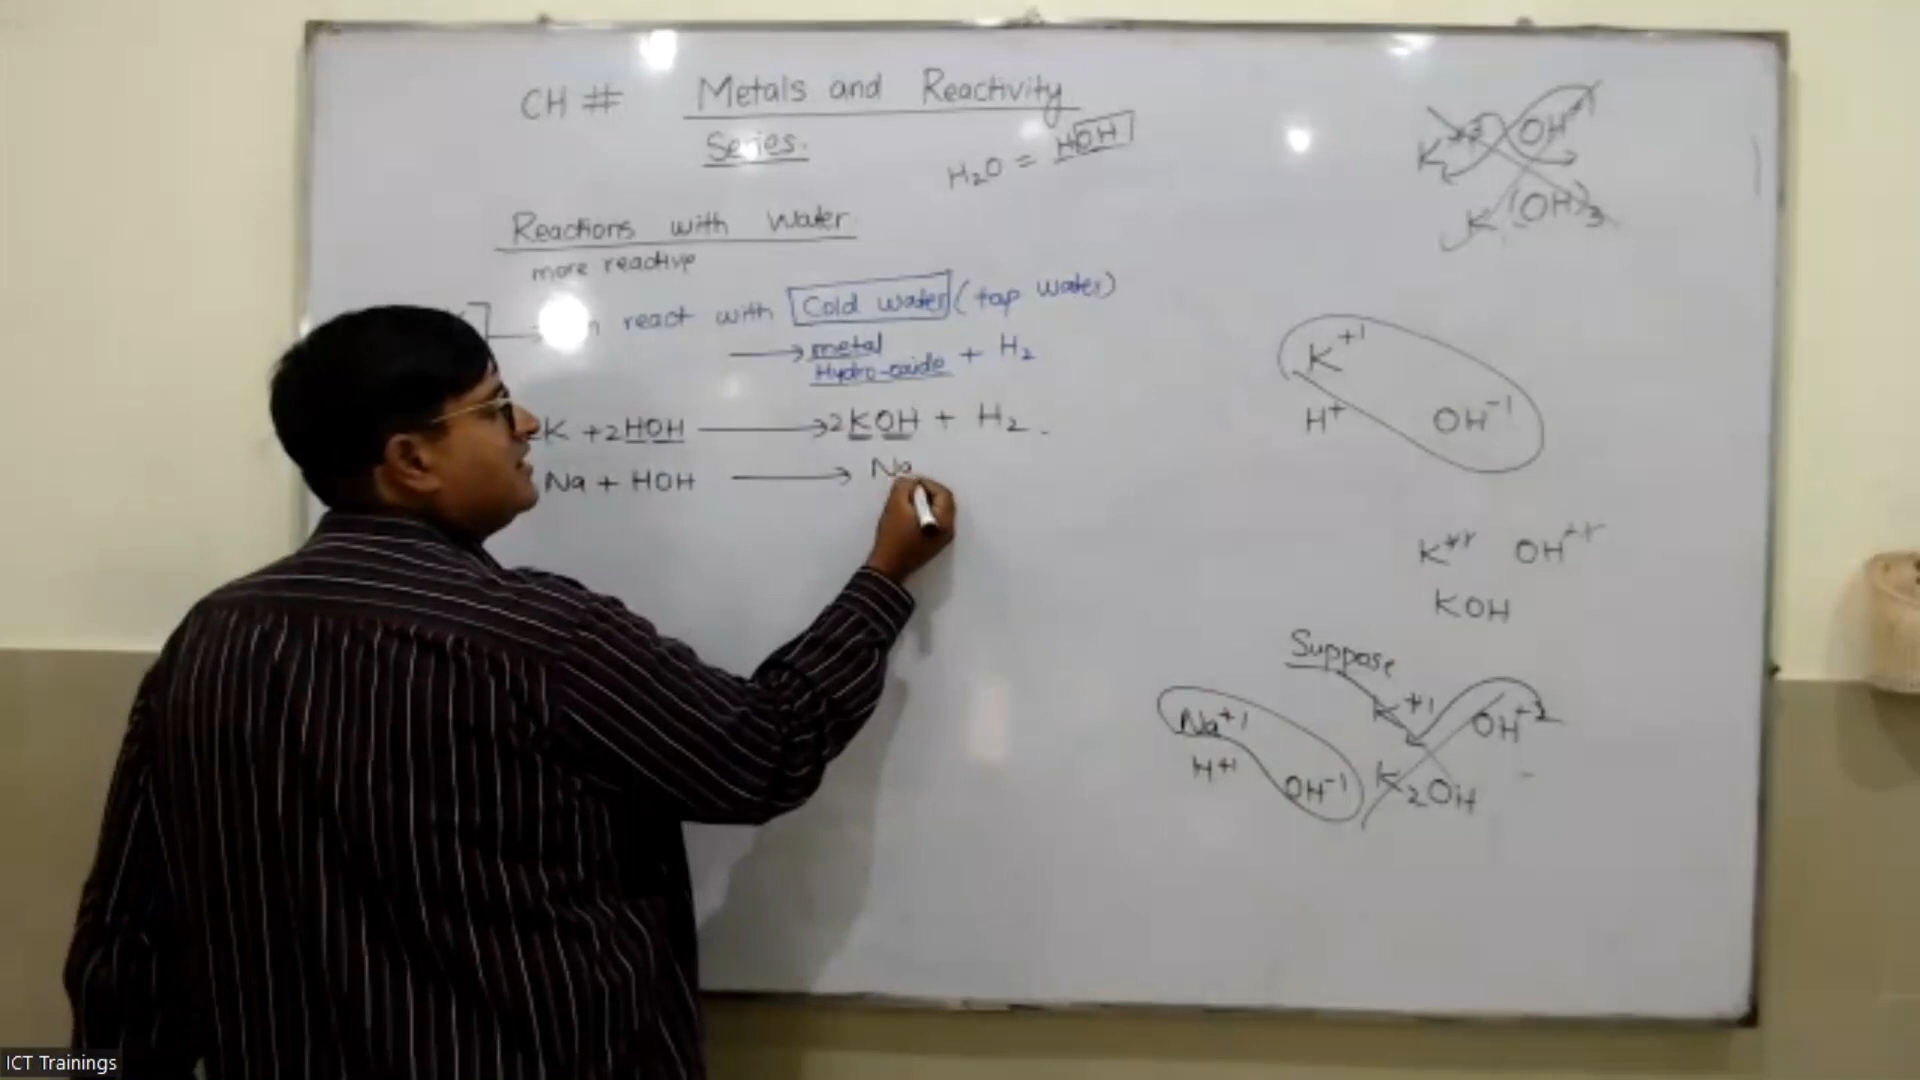 CH # Metals and Reactivity
Series.
H₂O = HOH
Reactions with Water
more reactive
react with Cold water (tap water)
→ metal
Hydro-oxide + H₂
K + 2HOH → 2KOH + H₂.
Na + HOH → Na
OH⁻¹
K (OH)₃
K⁺¹
H⁺ OH⁻¹
K OH
KOH
Suppose
Na⁺¹
H⁺¹
OH⁻¹
K⁺¹
K₂OH
ICT Trainings